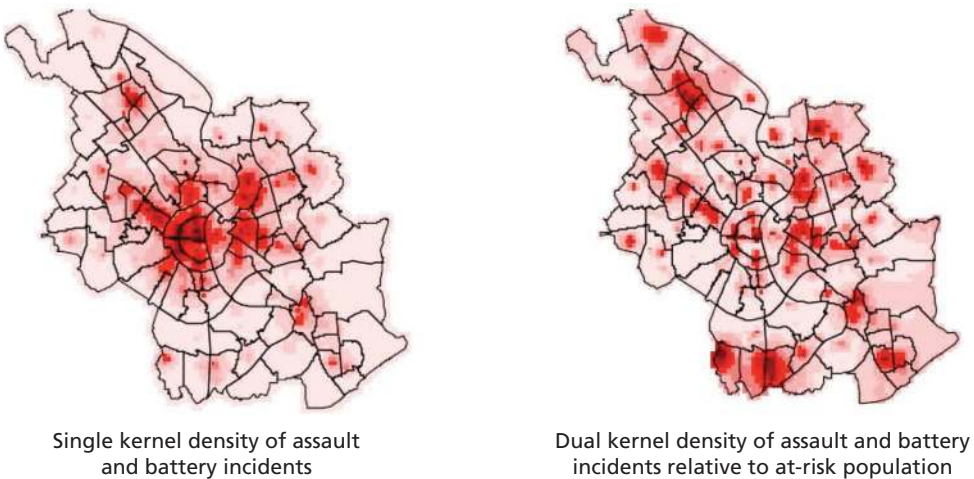 Single kernel density of assault
and battery incidents
Dual kernel density of assault and battery
incidents relative to at-risk population